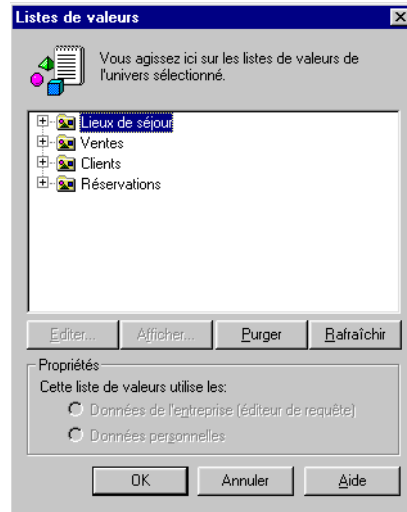 Listes de valeurs
Vous agissez ici sur les listes de
valeurs de l'univers sélectionné.
Lieux de séjour
Ventes
Clients
Réservations
Editer...
Afficher...
Purger
Rafraîchir
Propriétés
Cette liste de valeurs utilise les:
Données de l'entreprise (éditeur de requête)
Données personnelles
OK
Annuler
Aide